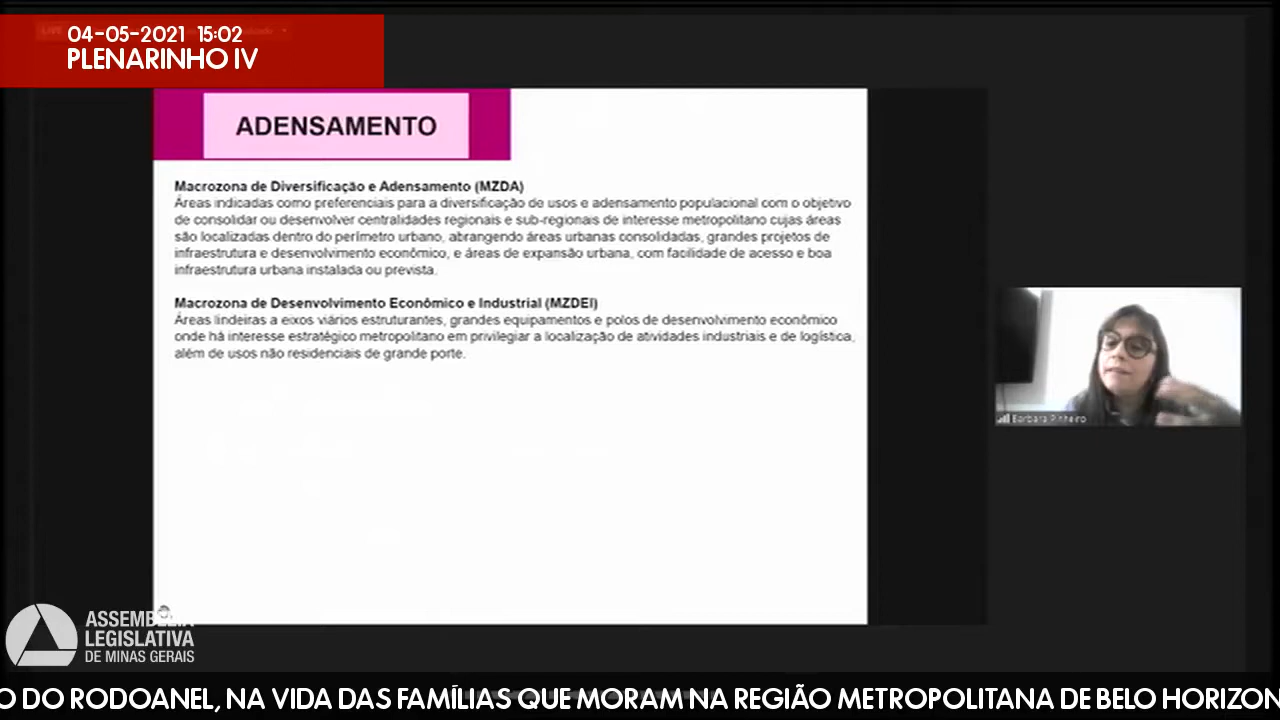 04-05-2021 15:02
PLENARINHO IV
ADENSAMENTO
Macrozona de Diversificação e Adensamento (MZDA)
Áreas indicadas como preferenciais para a diversificação de usos e adensamento populacional com o objetivo
de consolidar ou desenvolver centralidades regionais e sub-regionais de interesse metropolitano cujas áreas
são localizadas dentro do perímetro urbano, abrangendo áreas urbanas consolidadas, grandes projetos de
infraestrutura e desenvolvimento econômico, e áreas de expansão urbana, com facilidade de acesso e boa
infraestrutura urbana instalada ou prevista.
Macrozona de Desenvolvimento Econômico e Industrial (MZDEI)
Áreas lindeiras a eixos viários estruturantes, grandes equipamentos e polos de desenvolvimento econômico
onde há interesse estratégico metropolitano em privilegiar a localização de atividades industriais e de logística,
além de usos não residenciais de grande porte.
Barbara Pinheiro
ASSEMBLEIA
LEGISLATIVA
DE MINAS GERAIS
O DO RODOANEL, NA VIDA DAS FAMÍLIAS QUE MORAM NA REGIÃO METROPOLITANA DE BELO HORIZON